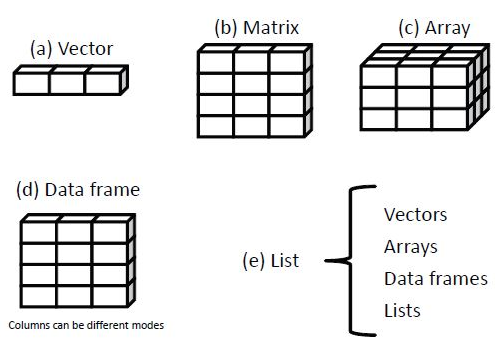 (a) Vector
(b) Matrix
(c) Array
(d) Data frame
Columns can be different modes
(e) List
Vectors
Arrays
Data frames
Lists